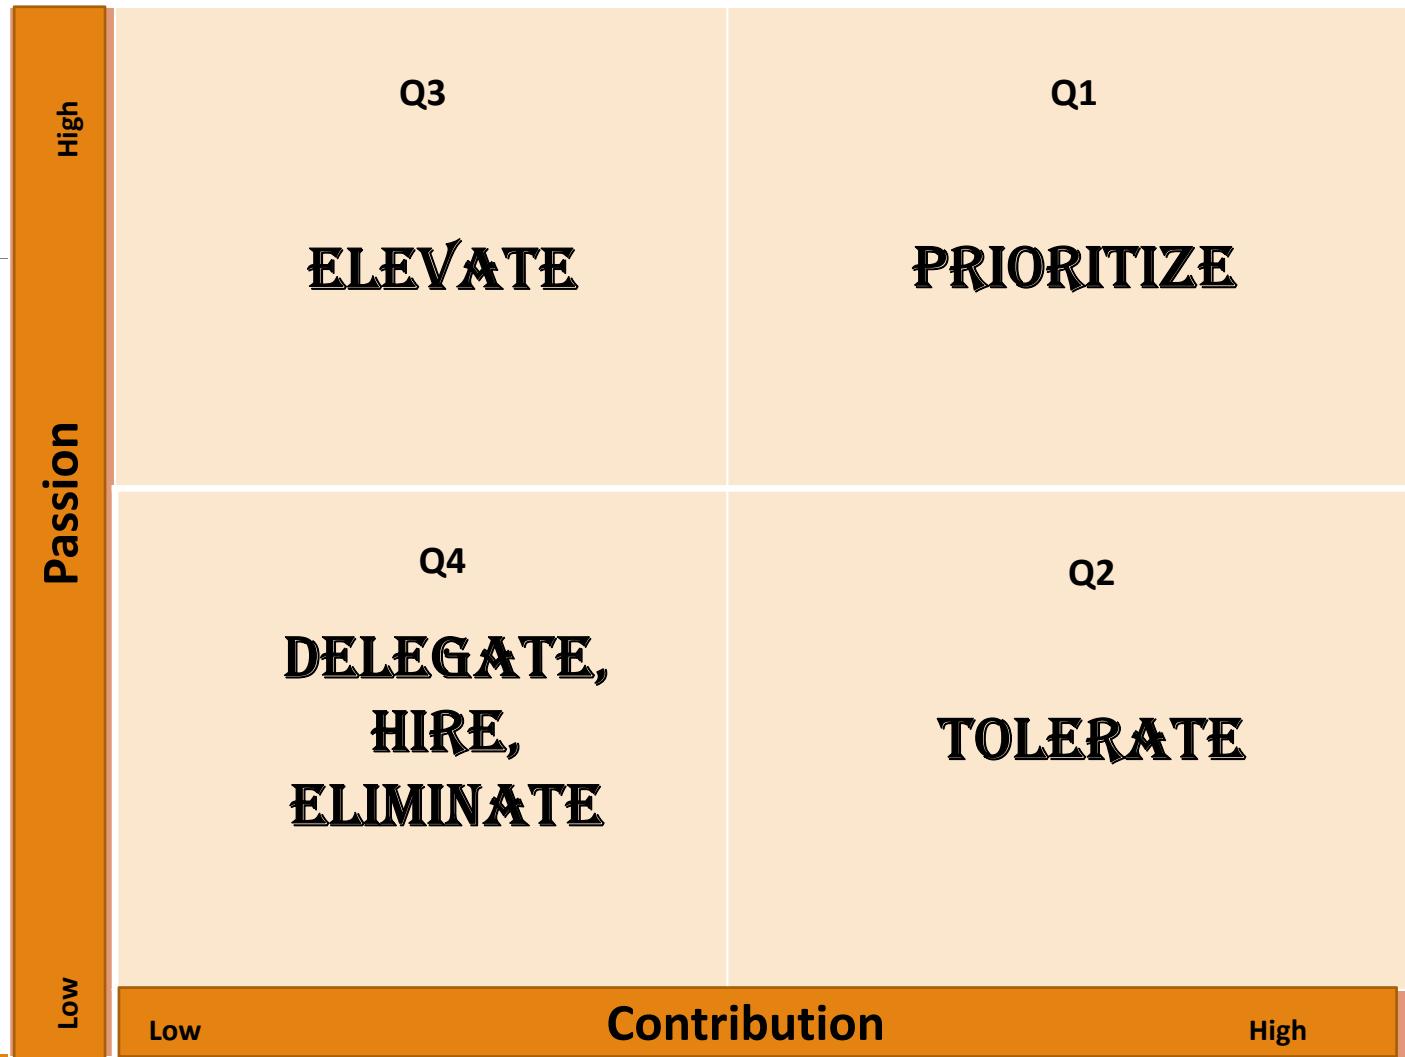 High
Passion
Low
Q3
ELEVATE
Q1
PRIORITIZE
Q4
DELEGATE,
HIRE,
ELIMINATE
Q2
TOLERATE
Low
Contribution
High